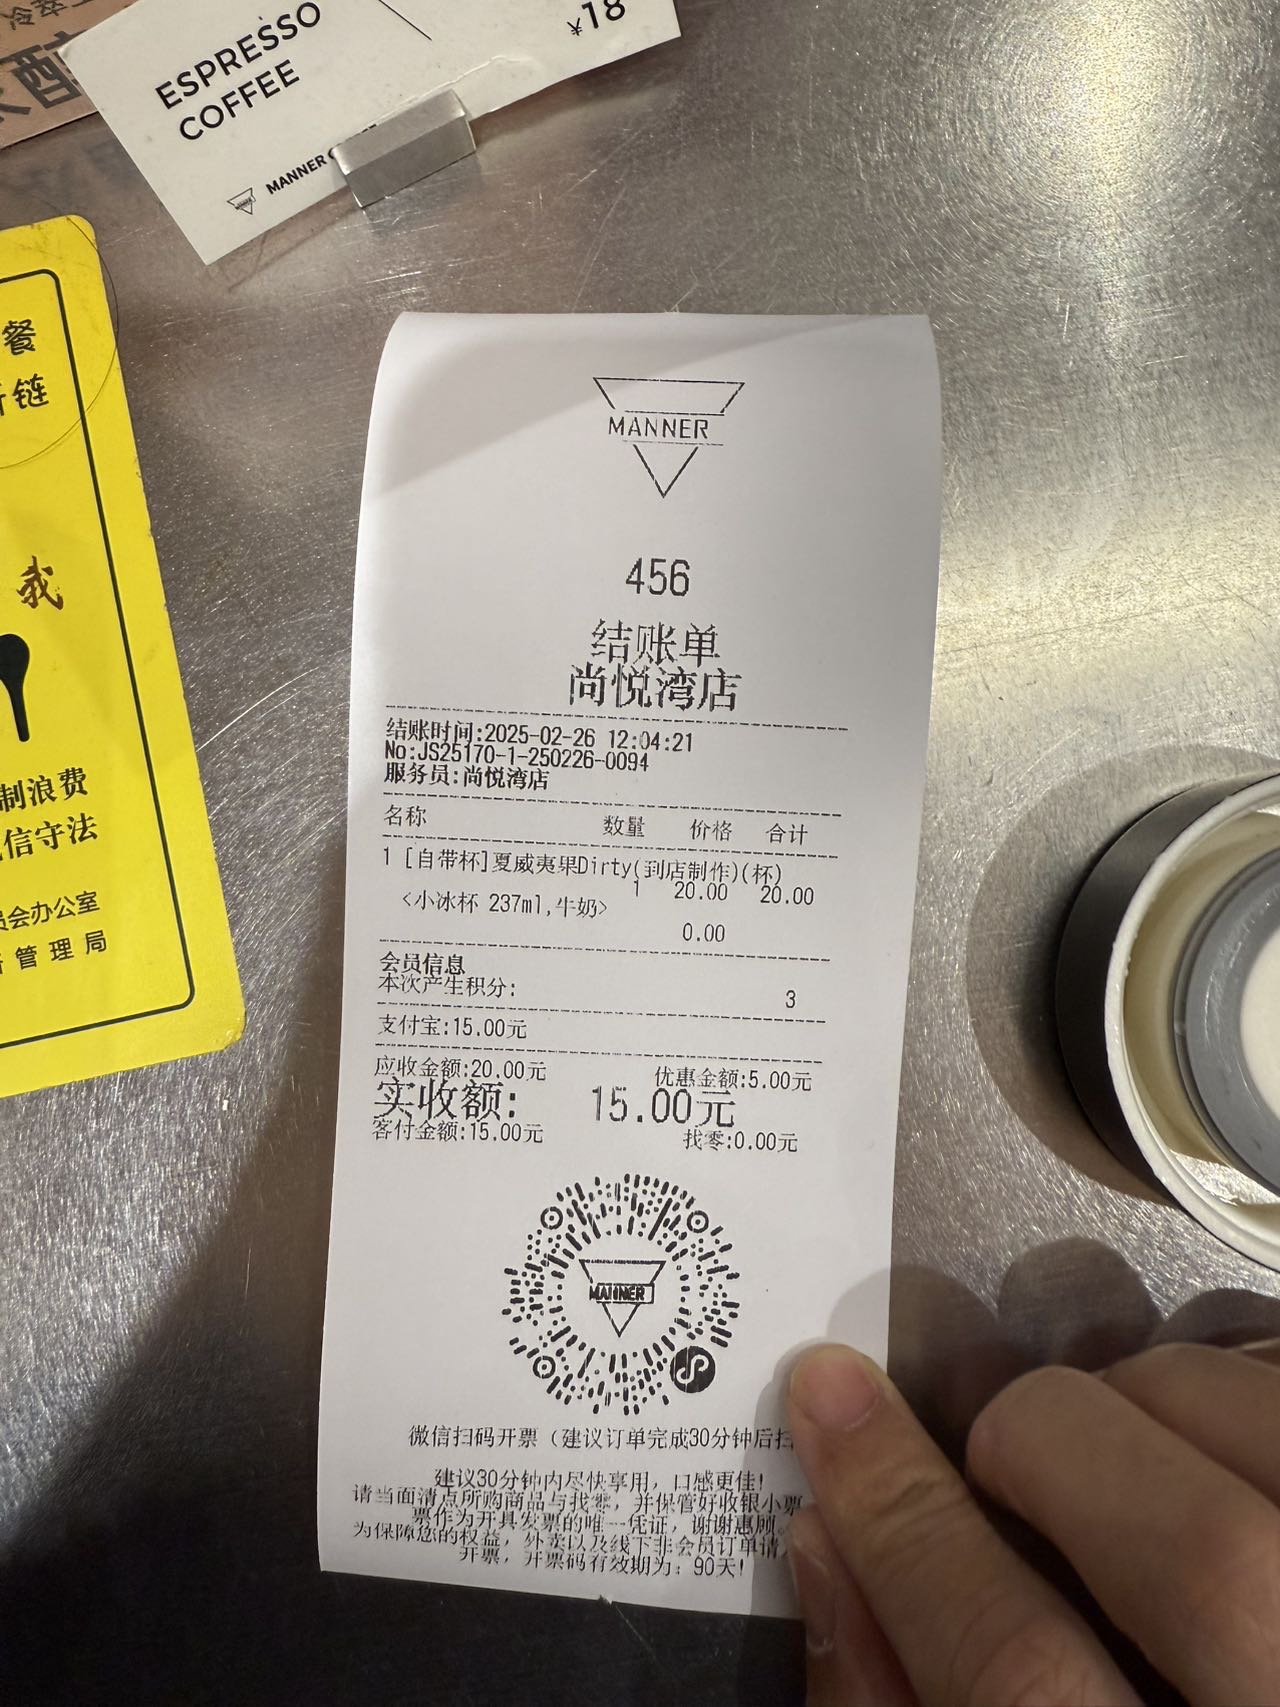 ESPRESSO
COFFEE
¥18
MANNER
餐
链
我
制浪费
信守法
员会办公室
管理局
MANNER
456
结账单
尚悦湾店
结账时间:2025-02-26 12:04:21
No:JS25170-1-250226-0094
服务员:尚悦湾店
名称 数量 价格 合计
1 [自带杯]夏威夷果Dirty(到店制作)(杯)
1 20.00 20.00
<小冰杯 237ml,牛奶>
0.00
会员信息
本次产生积分: 3
支付宝:15.00元
应收金额:20.00元 优惠金额:5.00元
实收额: 15.00元
客付金额:15.00元 找零:0.00元
MANNER
微信扫码开票（建议订单完成30分钟后扫
建议30分钟内尽快享用，口感更佳！
请当面清点所购商品与找零，并保管好收银小票
票作为开具发票的唯一凭证，谢谢惠顾。
为保障您的权益，外卖以及线下非会员订单请
开票，开票码有效期为：90天！